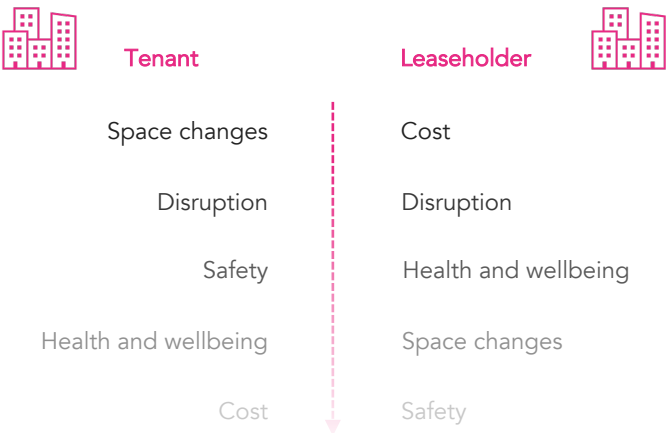 Tenant Leaseholder
Space changes Cost
Disruption Disruption
Safety Health and wellbeing
Health and wellbeing Space changes
Cost Safety